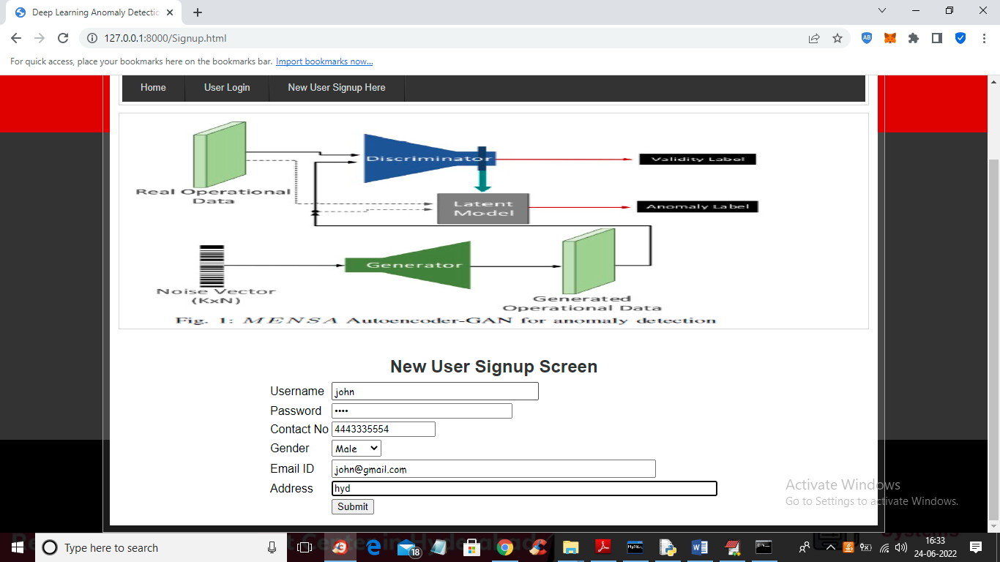 Deep Learning Anomaly Detectio
127.0.0.1:8000/Signup.html
AB
For quick access, place your bookmarks here on the bookmarks bar. Import bookmarks now...
Home User Login New User Signup Here
Discriminator
Validity Label
Real Operational
Data
Latent
Model
Anomaly Label
Generator
Noise Vector
(KxN)
Generated
Operational Data
Fig. 1: MENSA Autoencoder-GAN for anomaly detection
New User Signup Screen
Username john
Password ••••
Contact No 4443335554
Gender Male
Email ID john@gmail.com
Address hyd
Submit
Activate Windows
Go to Settings to activate Windows.
Type here to search
18
16:33
24-06-2022